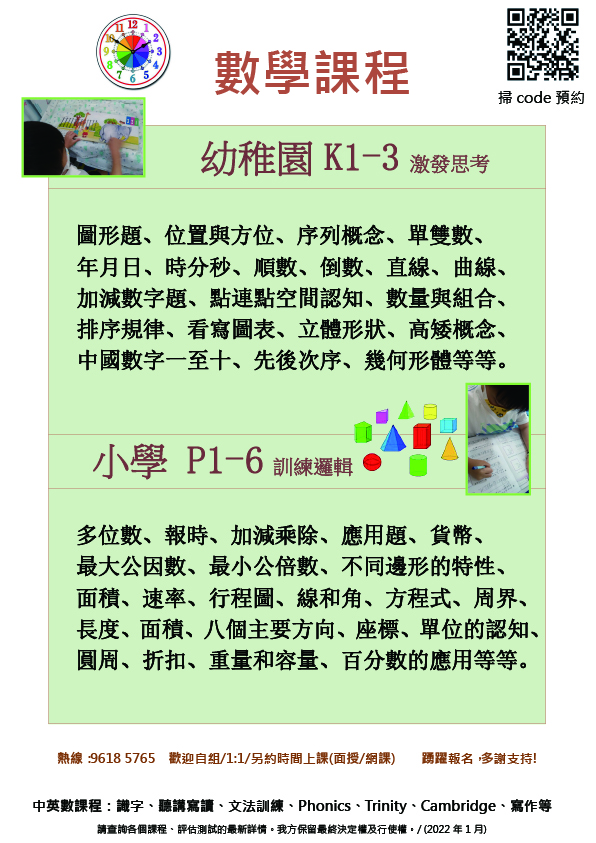 12
1
2
3
4
5
6
7
8
9
10
11
數學課程
掃 code 預約
幼稚園 K1-3 激發思考
圖形題、位置與方位、序列概念、單雙數、
年月日、時分秒、順數、倒數、直線、曲線、
加減數字題、點連點空間認知、數量與組合、
排序規律、看寫圖表、立體形狀、高矮概念、
中國數字一至十、先後次序、幾何形體等等。
小學 P1-6 訓練邏輯
多位數、報時、加減乘除、應用題、貨幣、
最大公因數、最小公倍數、不同邊形的特性、
面積、速率、行程圖、線和角、方程式、周界、
長度、面積、八個主要方向、座標、單位的認知、
圓周、折扣、重量和容量、百分數的應用等等。
熱線 :9618 5765 歡迎自组/1:1/另約時間上課(面授/網課) 踴躍報名，多謝支持!
中英數課程：識字、聽講寫讀、文法訓練、Phonics、Trinity、Cambridge、寫作等
請查詢各個課程、評估測試的最新詳情。我方保留最終決定權及行使權。/ (2022 年 1 月)